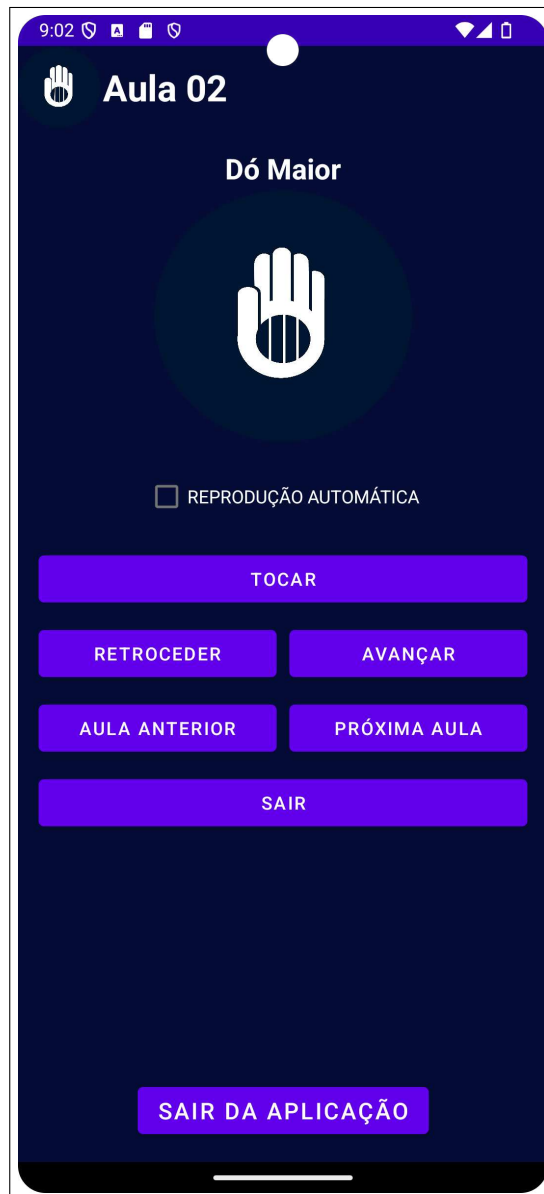 9:02
Aula 02
Dó Maior
REPRODUÇÃO AUTOMÁTICA
TOCAR
RETROCEDER AVANÇAR
AULA ANTERIOR PRÓXIMA AULA
SAIR
SAIR DA APLICAÇÃO